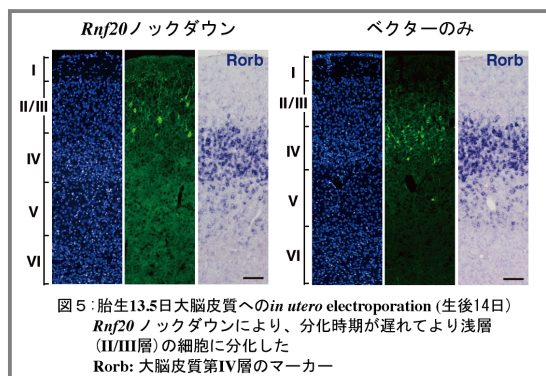 Rnf20ノックダウン
ベクターのみ
Rorb
I
II/III
IV
V
VI
Rorb
I
II/III
IV
V
VI
図5:胎生13.5日大脳皮質へのin utero electroporation (生後14日)
Rnf20 ノックダウンにより、分化時期が遅れてより浅層
(II/III層)の細胞に分化した
Rorb: 大脳皮質第IV層のマーカー